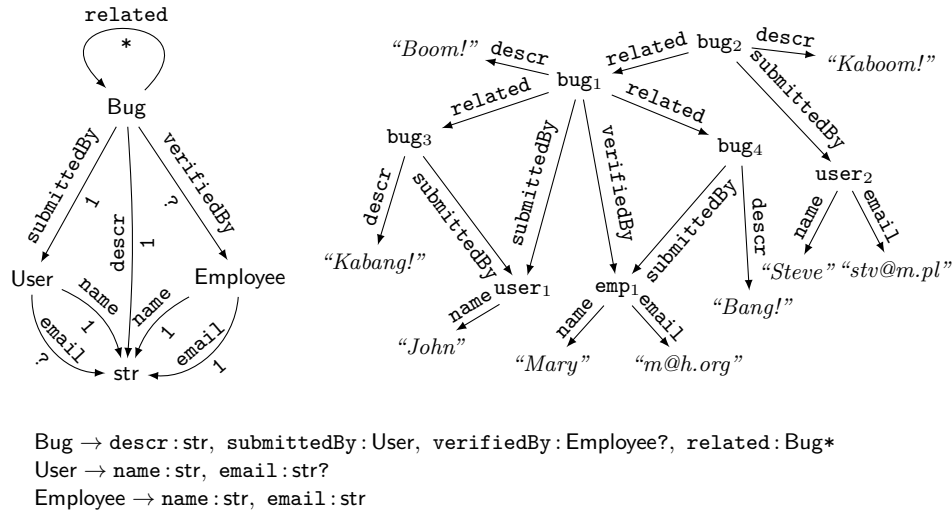 related
*
Bug
submittedBy
1
descr
1
verifiedBy
?
User
Employee
name
1
name
1
email
?
email
1
str
“Boom!”
descr
bug1
related
bug2
descr
“Kaboom!”
related
related
submittedBy
bug3
submittedBy
verifiedBy
bug4
user2
descr
submittedBy
submittedBy
descr
name
email
“Kabang!”
“Steve”
“stv@m.pl”
user1
emp1
“Bang!”
name
name
email
“John”
“Mary”
“m@h.org”
Bug → descr : str, submittedBy : User, verifiedBy : Employee?, related : Bug*
User → name : str, email : str?
Employee → name : str, email : str